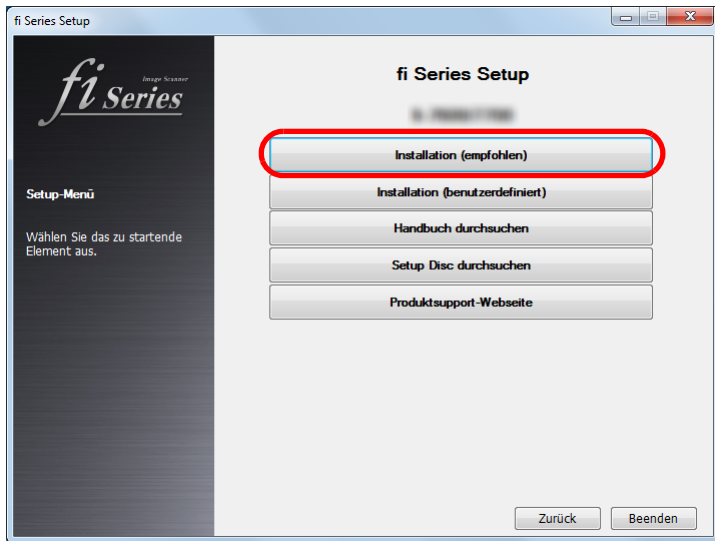 fi Series Setup
Image Scanner
fi Series
Setup-Menü
Wählen Sie das zu startende
Element aus.
fi Series Setup
Installation (empfohlen)
Installation (benutzerdefiniert)
Handbuch durchsuchen
Setup Disc durchsuchen
Produktsupport-Webseite
Zurück
Beenden